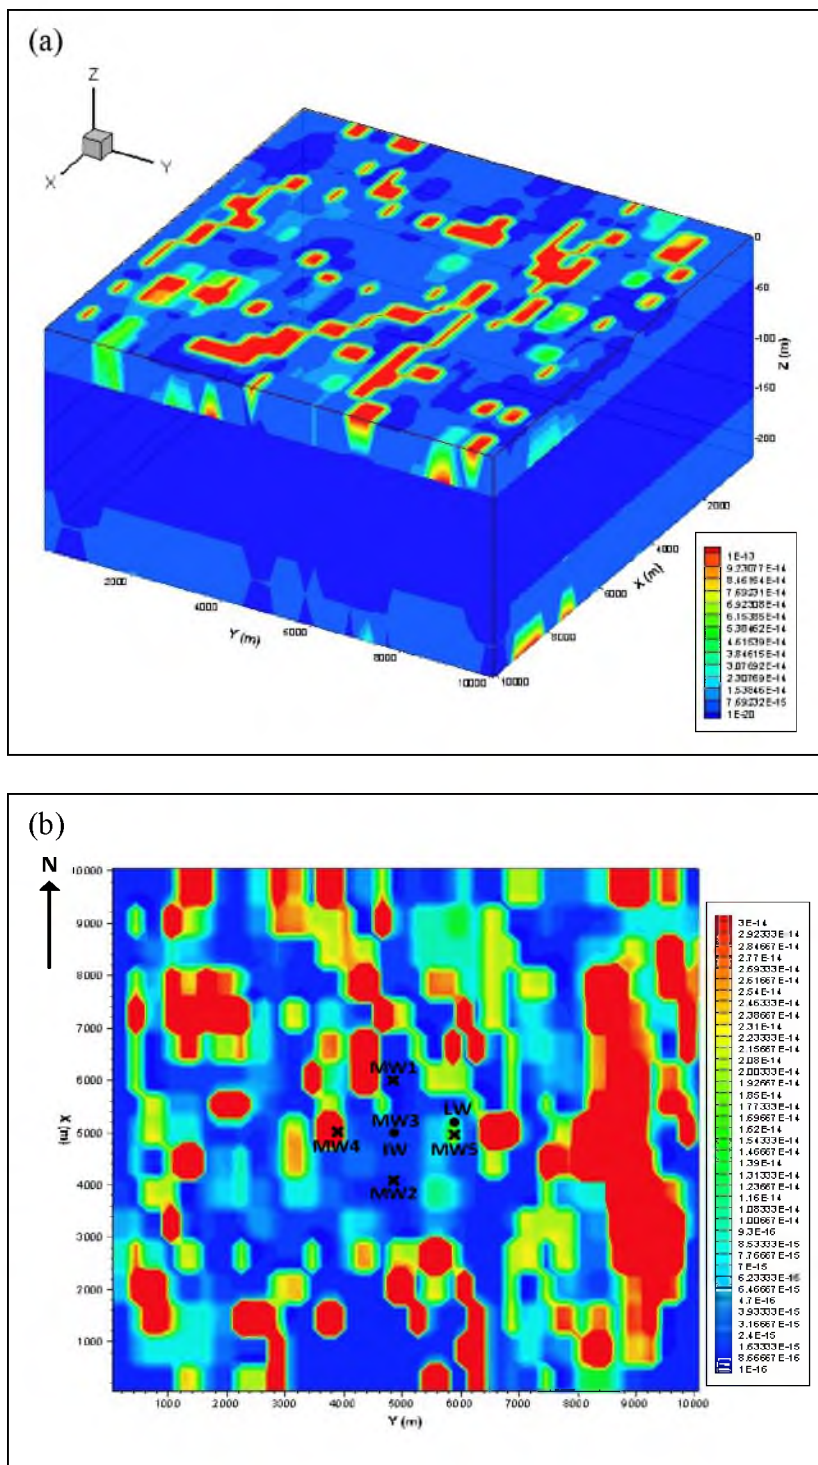 (a)
Z
X
Y
0
-50
-100
-150
-200
Z (m)
2000
4000
6000
8000
10000
X (m)
2000
4000
6000
8000
10000
Y (m)
1E-13
9.23077E-14
8.46154E-14
7.69231E-14
6.92308E-14
6.15385E-14
5.38462E-14
4.61539E-14
3.84615E-14
3.07692E-14
2.30769E-14
1.53846E-14
7.69232E-15
1E-20
(b)
N
10000
9000
8000
7000
6000
5000
4000
3000
2000
1000
X (m)
MW1
LW
MW3
MW4
IW
MW5
MW2
1000 2000 3000 4000 5000 6000 7000 8000 9000 10000
Y (m)
3E-14
2.92333E-14
2.84667E-14
2.77E-14
2.69333E-14
2.61667E-14
2.54E-14
2.46333E-14
2.38667E-14
2.31E-14
2.23333E-14
2.15667E-14
2.08E-14
2.00333E-14
1.92667E-14
1.85E-14
1.77333E-14
1.69667E-14
1.62E-14
1.54333E-14
1.46667E-14
1.39E-14
1.31333E-14
1.23667E-14
1.16E-14
1.08333E-14
1.00667E-14
9.3E-15
8.53333E-15
7.76667E-15
7E-15
6.23333E-15
5.46667E-15
4.7E-15
3.93333E-15
3.16667E-15
2.4E-15
1.63333E-15
8.66667E-16
1E-16